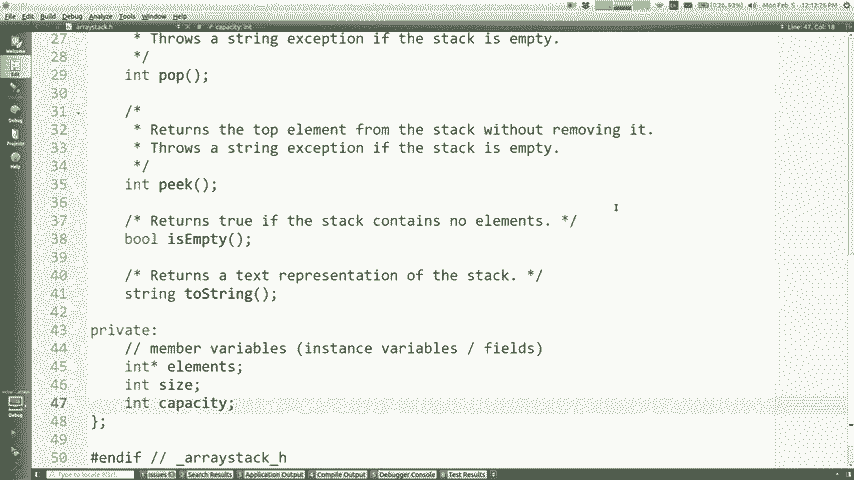 File Edit Build Debug Analyze Tools Window Help
Mon Feb 5
arraystack.h
capacity: int
Line: 47, Col: 18
27 * Throws a string exception if the stack is empty.
28 */
29 int pop();
30
31 /*
32 * Returns the top element from the stack without removing it.
33 * Throws a string exception if the stack is empty.
34 */
35 int peek();
36
37 /* Returns true if the stack contains no elements. */
38 bool isEmpty();
39
40 /* Returns a text representation of the stack. */
41 string toString();
42
43 private:
44 // member variables (instance variables / fields)
45 int* elements;
46 int size;
47 int capacity;
48 };
49
50 #endif // _arraystack_h
Welcome
Edit
Debug
Projects
Help
Debug
Type to locate
1 Issues 2 Search Results 3 Application Output 4 Compile Output 5 Debugger Console 8 Test Results